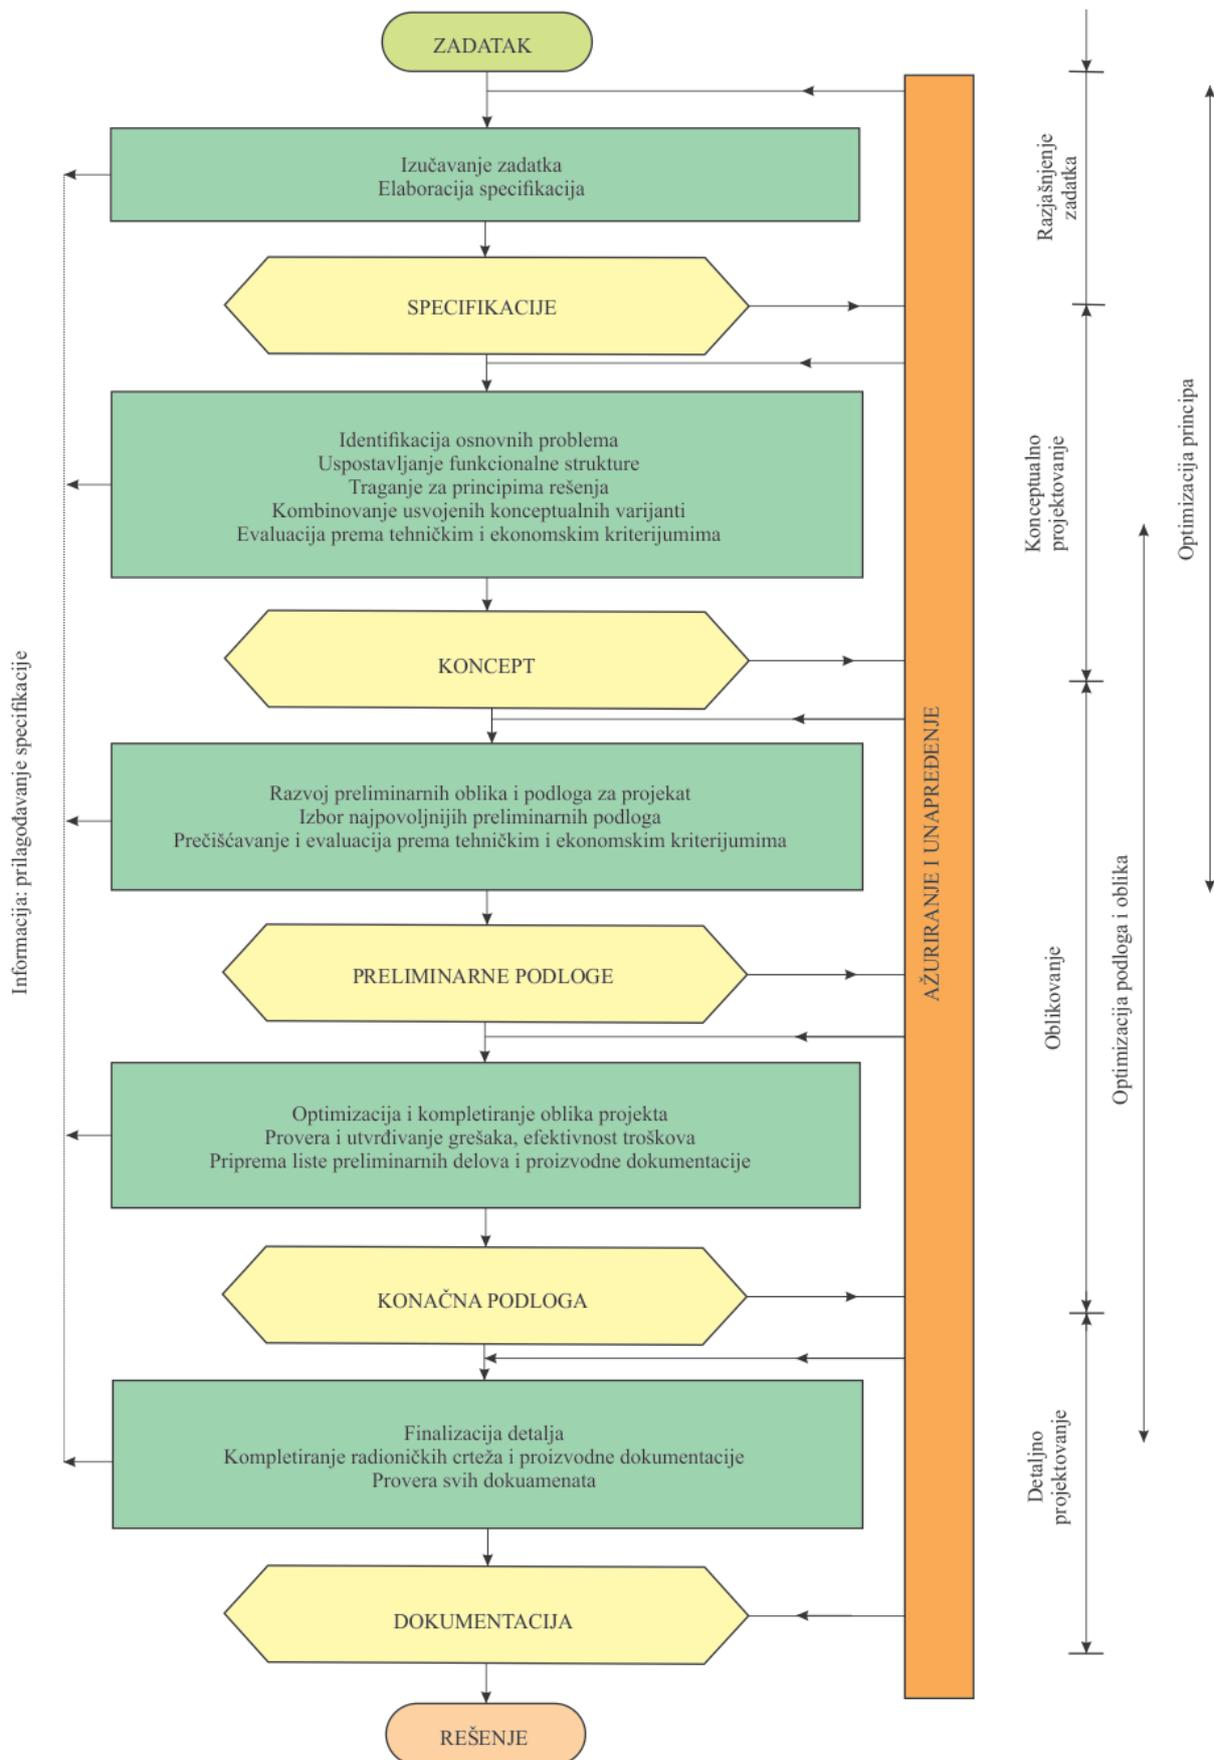 ZADATAK
Izučavanje zadatka
Elaboracija specifikacija
SPECIFIKACIJE
Identifikacija osnovnih problema
Uspostavljanje funkcionalne strukture
Traganje za principima rešenja
Kombinovanje usvojenih konceptualnih varijanti
Evaluacija prema tehničkim i ekonomskim kriterijumima
KONCEPT
Razvoj preliminarnih oblika i podloga za projekat
Izbor najpovoljnijih preliminarnih podloga
Prečišćavanje i evaluacija prema tehničkim i ekonomskim kriterijumima
PRELIMINARNE PODLOGE
Optimizacija i kompletiranje oblika projekta
Provera i utvrđivanje grešaka, efektivnost troškova
Priprema liste preliminarnih delova i proizvodne dokumentacije
KONAČNA PODLOGA
Finalizacija detalja
Kompletiranje radioničkih crteža i proizvodne dokumentacije
Provera svih dokuamenata
DOKUMENTACIJA
REŠENJE
Informacija: prilagođavanje specifikacije
AŽURIRANJE I UNAPREĐENJE
Razjašnjenje
zadatka
Konceptualno
projektovanje
Oblikovanje
Detaljno
projektovanje
Optimizacija podloga i oblika
Optimizacija principa